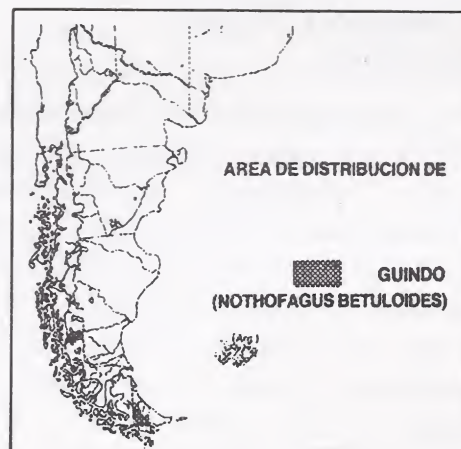 AREA DE DISTRIBUCION DE
GUINDO
(NOTHOFAGUS BETULOIDES)
(Arg.)